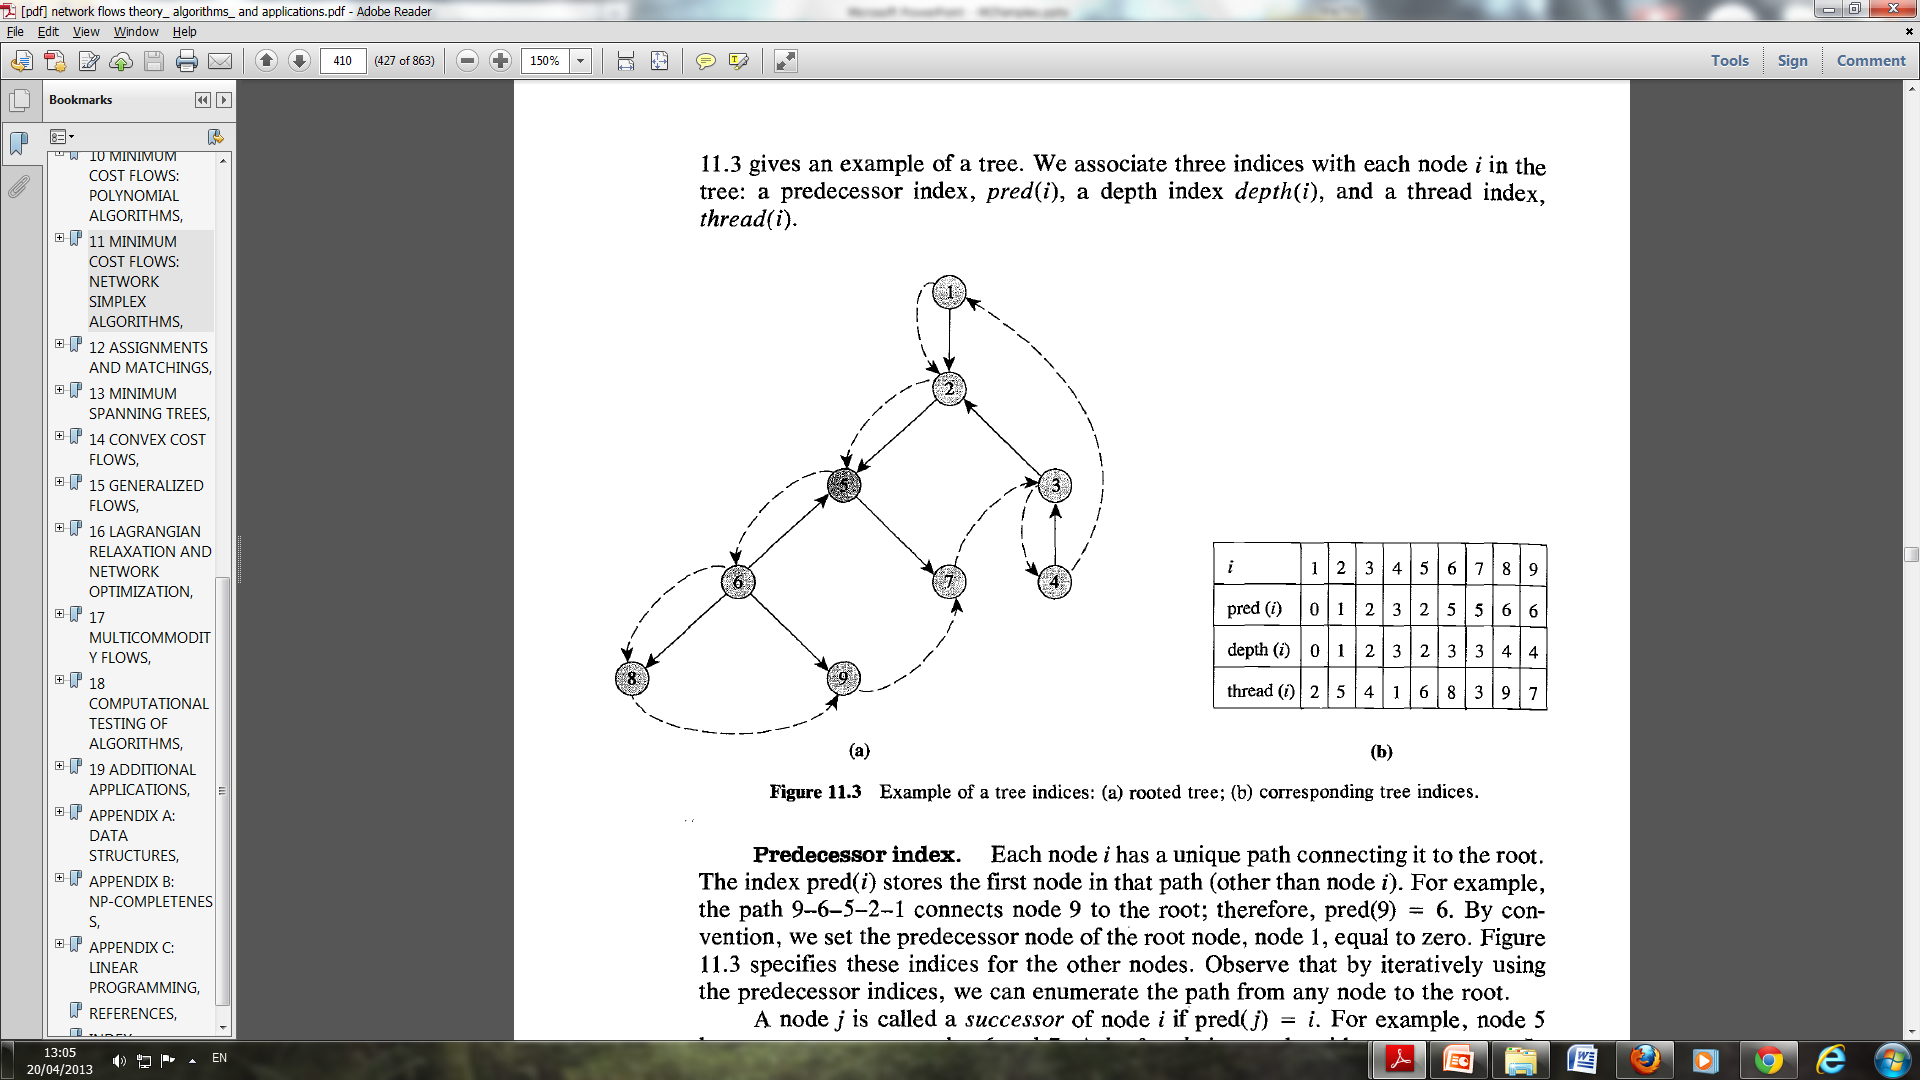 [pdf] network flows theory_ algorithms_ and applications.pdf - Adobe Reader
File Edit View Window Help
410 (427 of 863) 150% Tools Sign Comment
Bookmarks
10 MINIMUM
COST FLOWS:
POLYNOMIAL
ALGORITHMS,
11 MINIMUM
COST FLOWS:
NETWORK
SIMPLEX
ALGORITHMS,
12 ASSIGNMENTS
AND MATCHINGS,
13 MINIMUM
SPANNING TREES,
14 CONVEX COST
FLOWS,
15 GENERALIZED
FLOWS,
16 LAGRANGIAN
RELAXATION AND
NETWORK
OPTIMIZATION,
17
MULTICOMMODIT
Y FLOWS,
18
COMPUTATIONAL
TESTING OF
ALGORITHMS,
19 ADDITIONAL
APPLICATIONS,
APPENDIX A:
DATA
STRUCTURES,
APPENDIX B:
NP-COMPLETENES
S,
APPENDIX C:
LINEAR
PROGRAMMING,
REFERENCES,
INDEX
11.3 gives an example of a tree. We associate three indices with each node i in the
tree: a predecessor index, pred(i), a depth index depth(i), and a thread index,
thread(i).
1
2
5
3
6
7
4
8
9
i 1 2 3 4 5 6 7 8 9
pred (i) 0 1 2 3 2 5 5 6 6
depth (i) 0 1 2 3 2 3 3 4 4
thread (i) 2 5 4 1 6 8 3 9 7
(a)
(b)
Figure 11.3 Example of a tree indices: (a) rooted tree; (b) corresponding tree indices.
Predecessor index. Each node i has a unique path connecting it to the root.
The index pred(i) stores the first node in that path (other than node i). For example,
the path 9–6–5–2–1 connects node 9 to the root; therefore, pred(9) = 6. By con-
vention, we set the predecessor node of the root node, node 1, equal to zero. Figure
11.3 specifies these indices for the other nodes. Observe that by iteratively using
the predecessor indices, we can enumerate the path from any node to the root.
A node j is called a successor of node i if pred(j) = i. For example, node 5
13:05
20/04/2013
EN